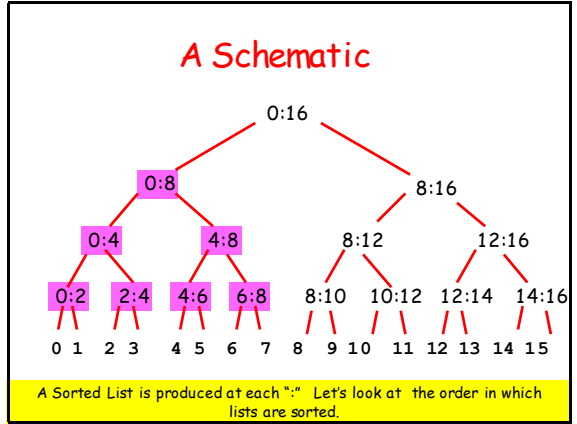 A Schematic
0:16
0:8 8:16
0:4 4:8 8:12 12:16
0:2 2:4 4:6 6:8 8:10 10:12 12:14 14:16
0 1 2 3 4 5 6 7 8 9 10 11 12 13 14 15
A Sorted List is produced at each “:” Let’s look at the order in which
lists are sorted.